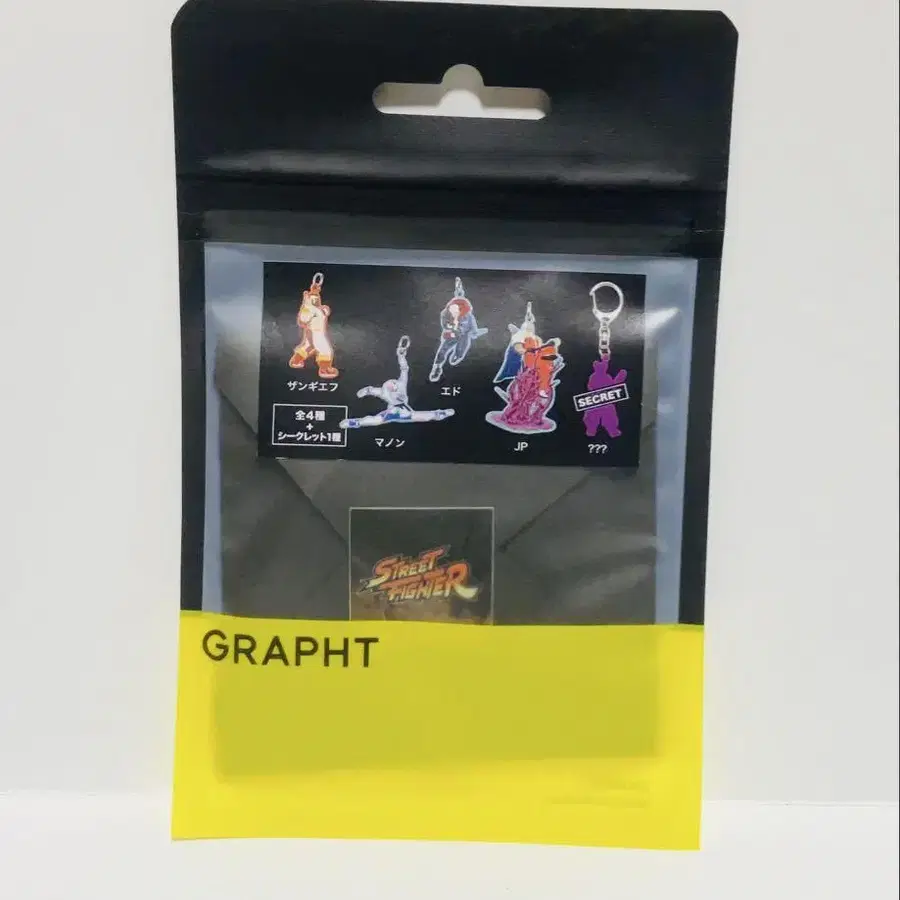 ザンギエフ
エド
SECRET
全4種
+
シークレット1種
マノン
JP
???
STREET
FIGHTER
GRAPHT